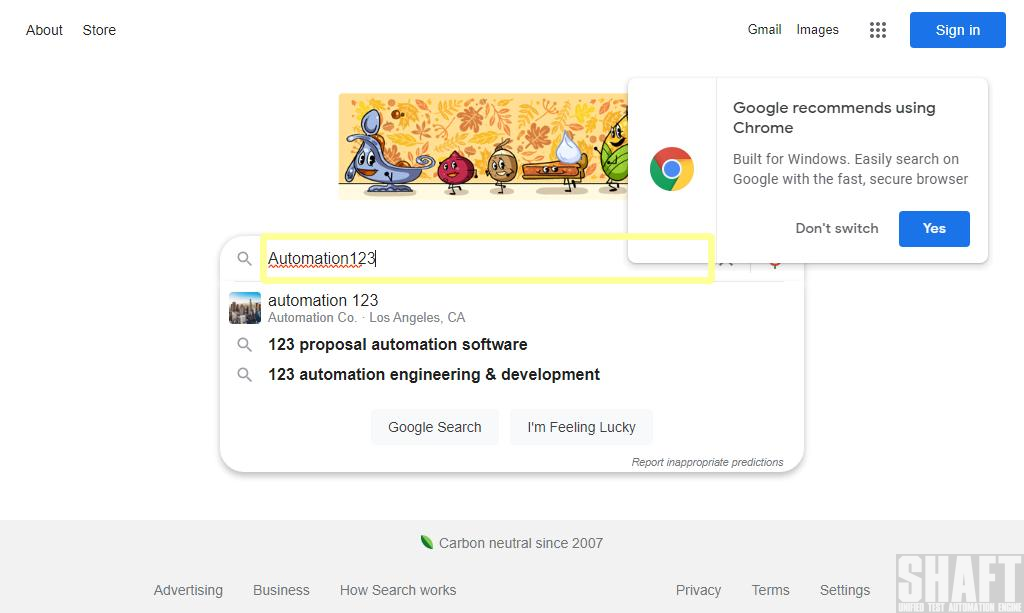 About Store
Gmail Images
Sign in
Google recommends using
Chrome
Built for Windows. Easily search on
Google with the fast, secure browser
Don't switch
Yes
Automation123
automation 123
Automation Co. · Los Angeles, CA
123 proposal automation software
123 automation engineering & development
Google Search
I'm Feeling Lucky
Report inappropriate predictions
Carbon neutral since 2007
Advertising Business How Search works
Privacy Terms Settings
SHAFT
UNIFIED TEST AUTOMATION ENGINE